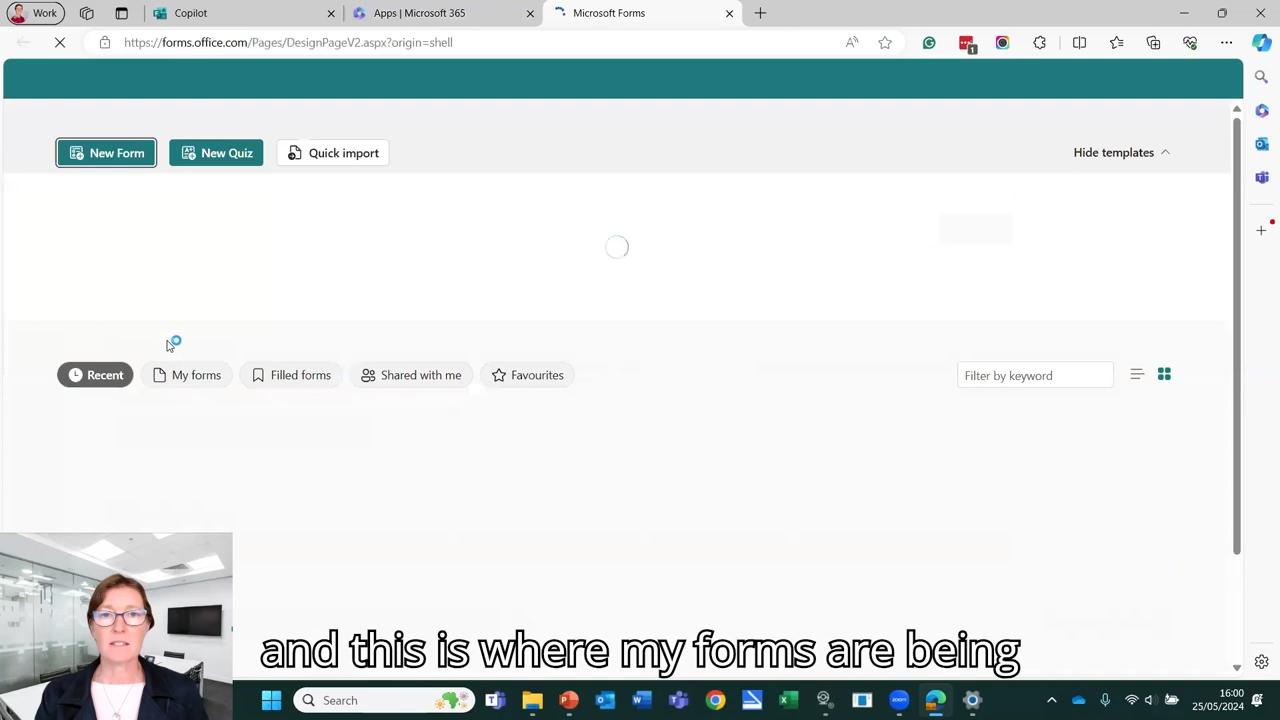 Work
Copilot
Apps | Microsoft 365
Microsoft Forms
https://forms.office.com/Pages/DesignPageV2.aspx?origin=shell
1
New Form
New Quiz
Quick import
Hide templates
Recent
My forms
Filled forms
Shared with me
Favourites
Filter by keyword
and this is where my forms are being
Search
16:00
25/05/2024